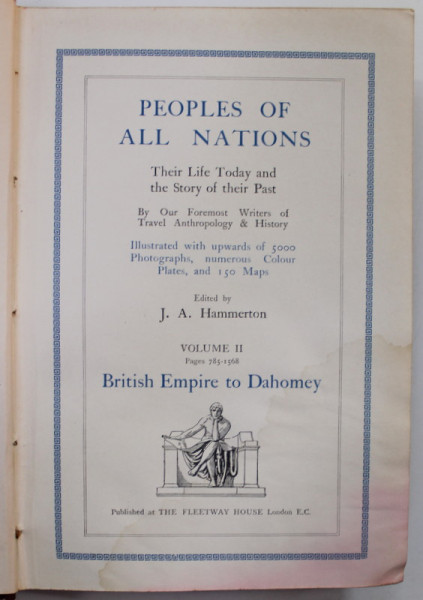 PEOPLES OF
ALL NATIONS
Their Life Today and
the Story of their Past
By Our Foremost Writers of
Travel Anthropology & History
Illustrated with upwards of 5000
Photographs, numerous Colour
Plates, and 150 Maps
Edited by
J. A. Hammerton
VOLUME II
Pages 785-1568
British Empire to Dahomey
Published at THE FLEETWAY HOUSE London E.C.